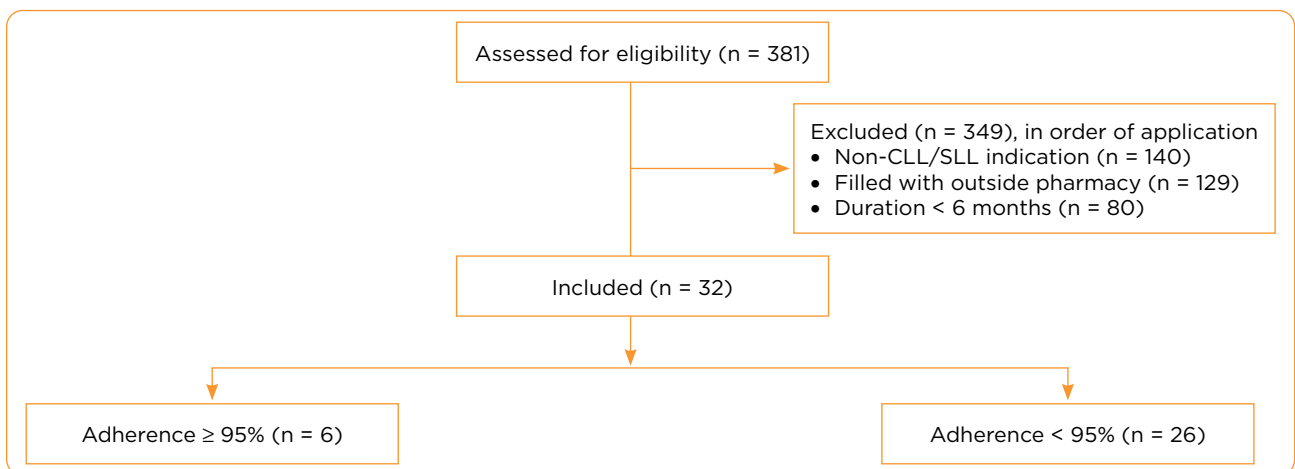 Assessed for eligibility (n = 381)
Excluded (n = 349), in order of application
• Non-CLL/SLL indication (n = 140)
• Filled with outside pharmacy (n = 129)
• Duration < 6 months (n = 80)
Included (n = 32)
Adherence ≥ 95% (n = 6)
Adherence < 95% (n = 26)